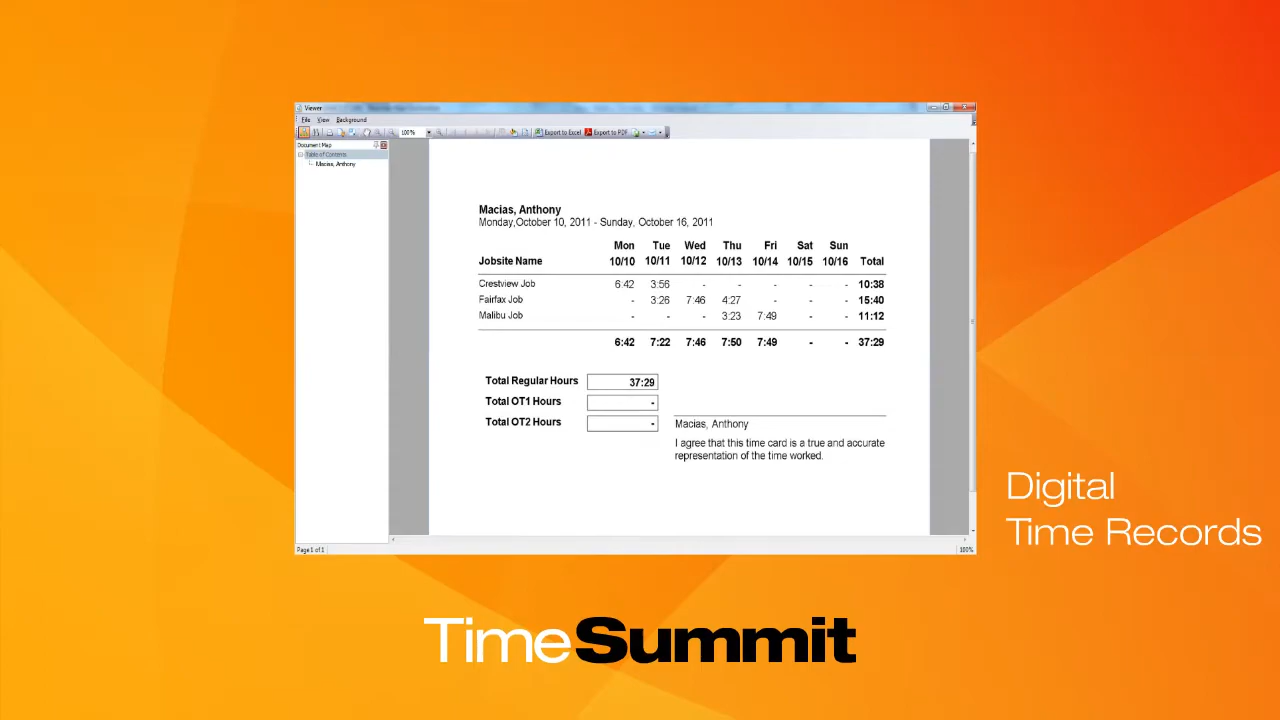 Viewer
File View Background
100% Export to Excel Export to PDF
Document Map
Table of Contents
Macias, Anthony
Macias, Anthony
Monday,October 10, 2011 - Sunday, October 16, 2011
Mon Tue Wed Thu Fri Sat Sun
Jobsite Name 10/10 10/11 10/12 10/13 10/14 10/15 10/16 Total
Crestview Job 6:42 3:56 - - - - - 10:38
Fairfax Job - 3:26 7:46 4:27 - - - 15:40
Malibu Job - - - 3:23 7:49 - - 11:12
6:42 7:22 7:46 7:50 7:49 - - 37:29
Total Regular Hours 37:29
Total OT1 Hours -
Total OT2 Hours -
Macias, Anthony
I agree that this time card is a true and accurate
representation of the time worked.
Page 1 of 1 100%
Digital
Time Records
TimeSummit